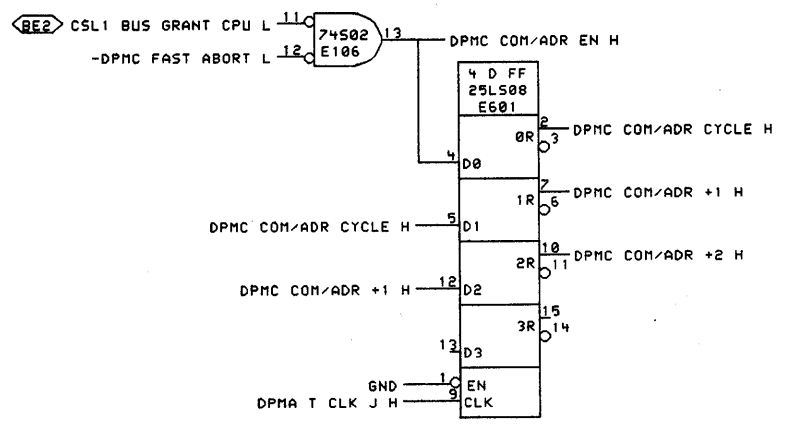 BE2 CSL1 BUS GRANT CPU L 11
74S02
E106
13 DPMC COM/ADR EN H
-DPMC FAST ABORT L 12
4 D FF
25LS08
E601
0R 2 DPMC COM/ADR CYCLE H
3
4 D0
1R 7 DPMC COM/ADR +1 H
6
DPMC COM/ADR CYCLE H 5 D1
2R 10 DPMC COM/ADR +2 H
11
DPMC COM/ADR +1 H 12 D2
3R 15
14
13 D3
GND 1 EN
DPMA T CLK J H 9 CLK